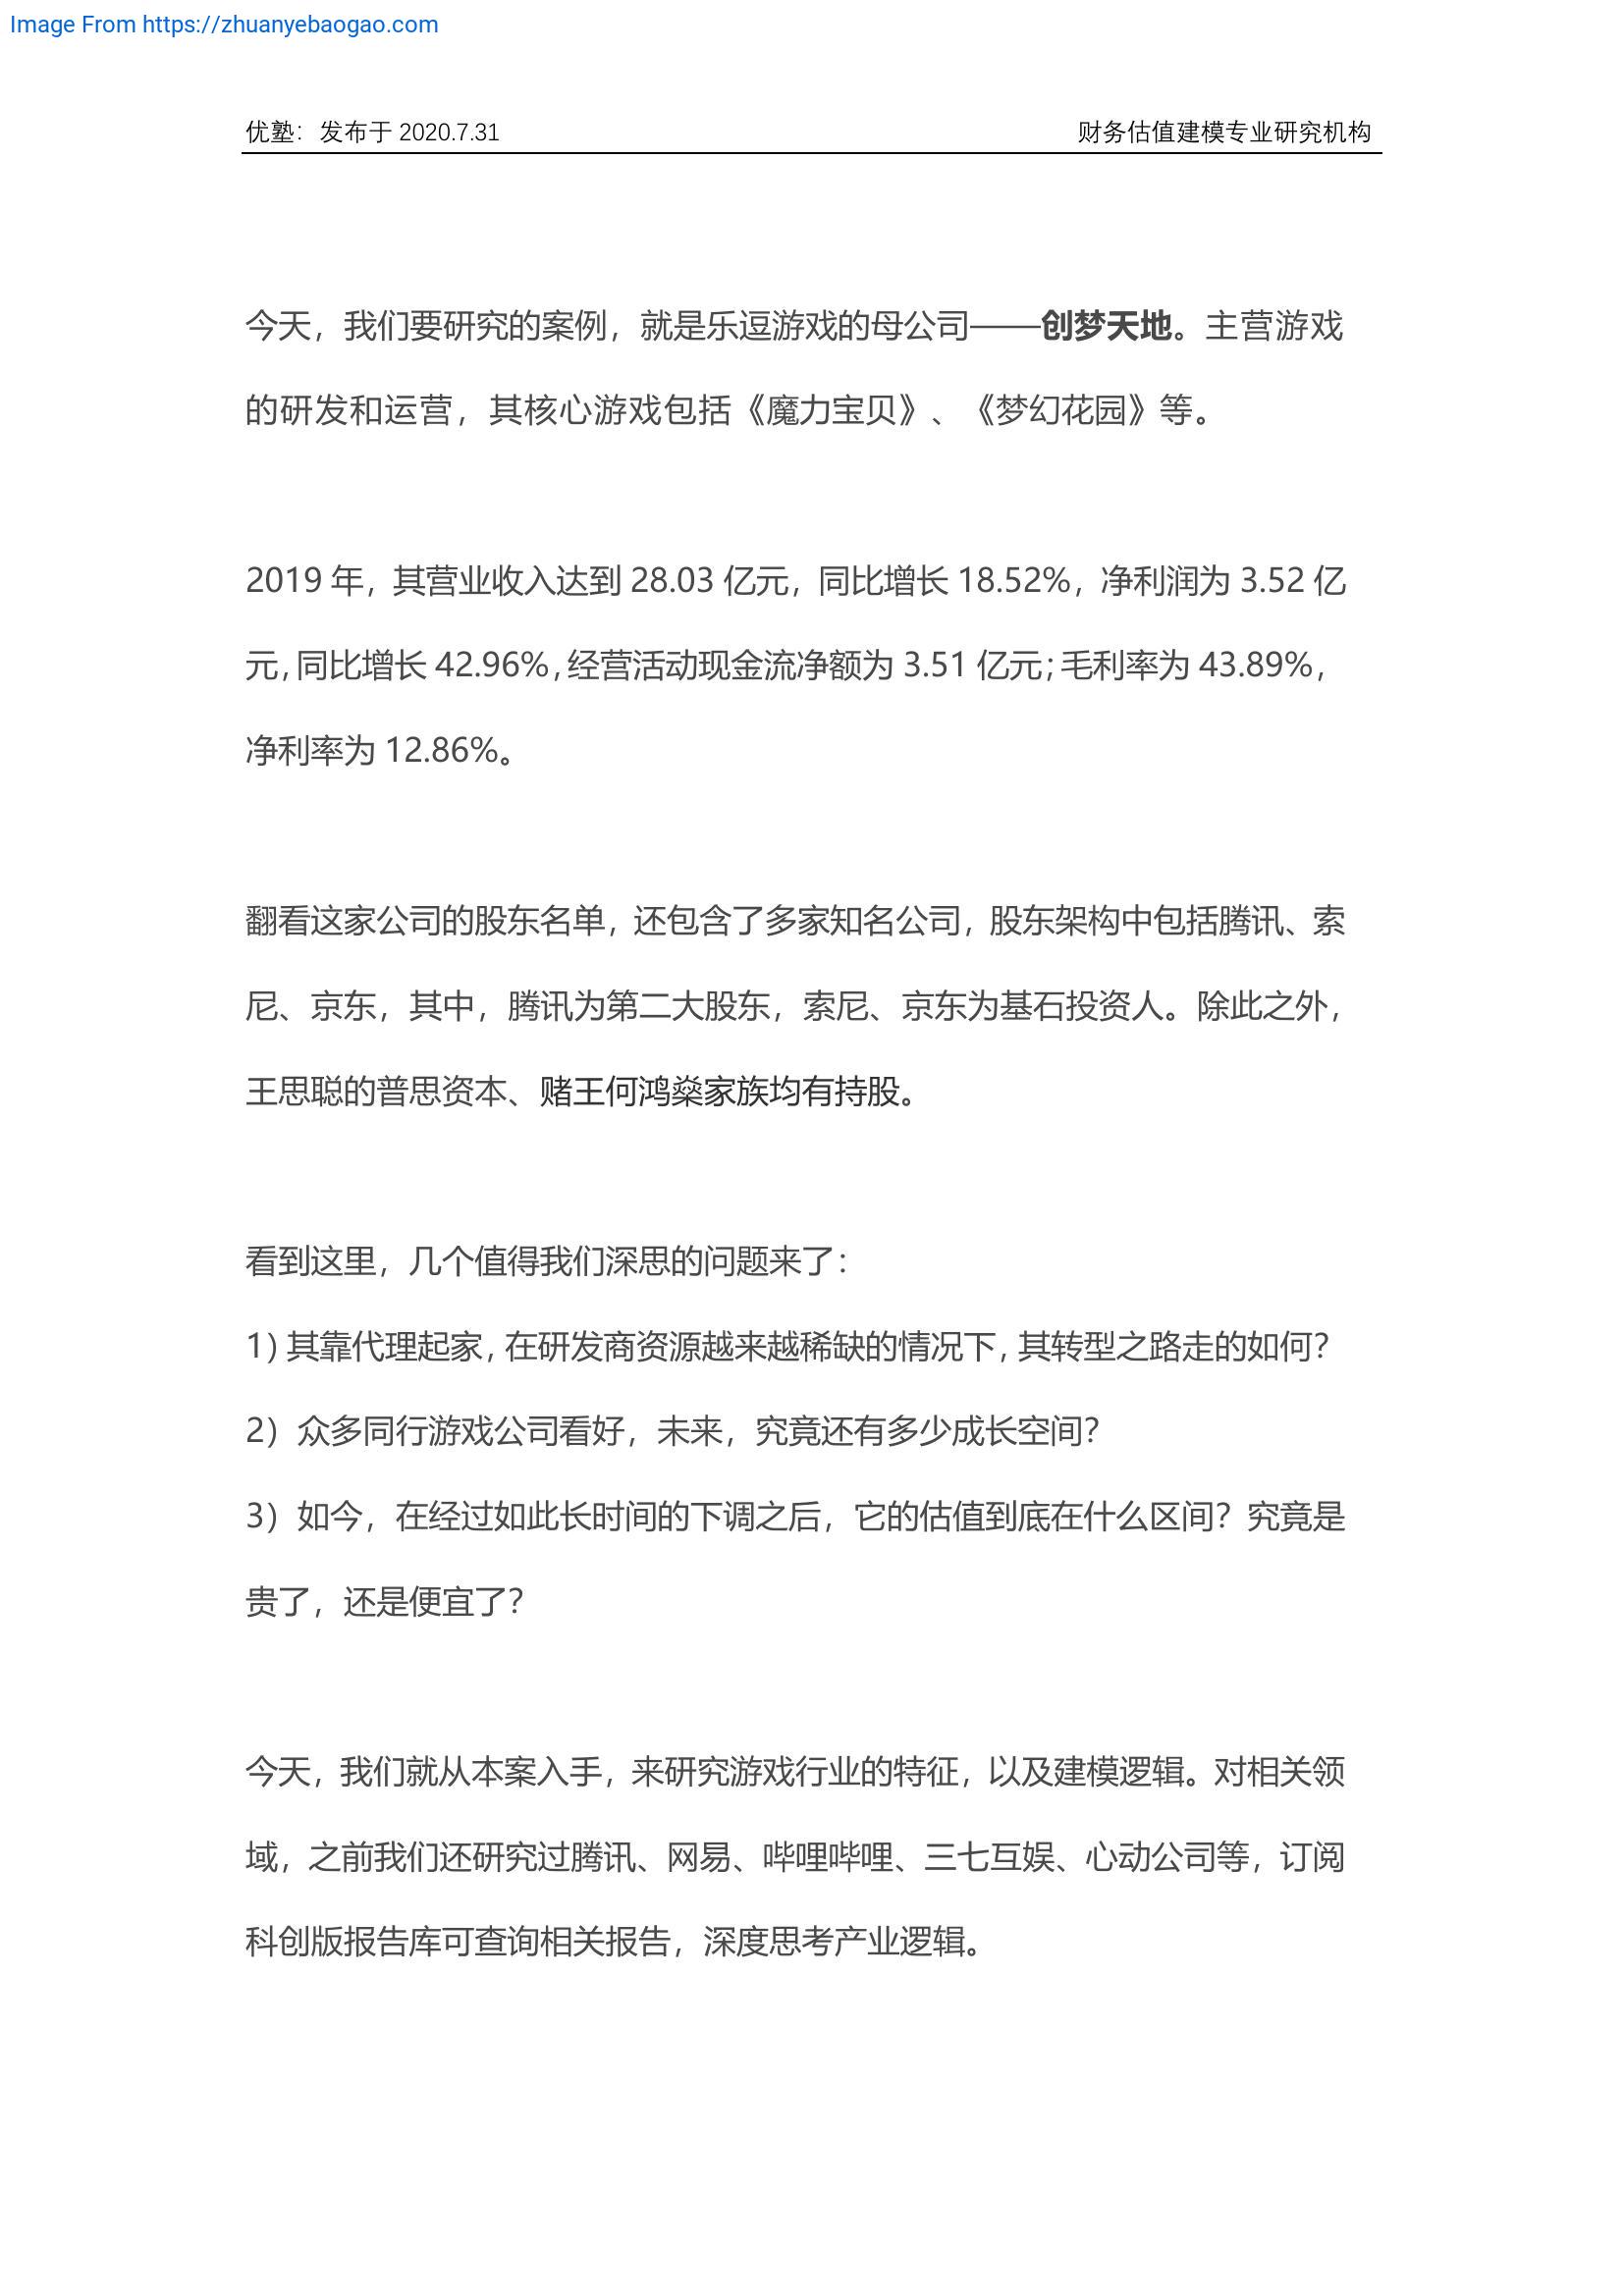 Image From https://zhuanyebaogao.com
优塾：发布于 2020.7.31 财务估值建模专业研究机构
今天，我们要研究的案例，就是乐逗游戏的母公司——创梦天地。主营游戏
的研发和运营，其核心游戏包括《魔力宝贝》、《梦幻花园》等。
2019 年，其营业收入达到 28.03 亿元，同比增长 18.52%，净利润为 3.52 亿
元，同比增长 42.96%，经营活动现金流净额为 3.51 亿元；毛利率为 43.89%，
净利率为 12.86%。
翻看这家公司的股东名单，还包含了多家知名公司，股东架构中包括腾讯、索
尼、京东，其中，腾讯为第二大股东，索尼、京东为基石投资人。除此之外，
王思聪的普思资本、赌王何鸿燊家族均有持股。
看到这里，几个值得我们深思的问题来了：
1）其靠代理起家，在研发商资源越来越稀缺的情况下，其转型之路走的如何？
2）众多同行游戏公司看好，未来，究竟还有多少成长空间？
3）如今，在经过如此长时间的下调之后，它的估值到底在什么区间？究竟是
贵了，还是便宜了？
今天，我们就从本案入手，来研究游戏行业的特征，以及建模逻辑。对相关领
域，之前我们还研究过腾讯、网易、哔哩哔哩、三七互娱、心动公司等，订阅
科创版报告库可查询相关报告，深度思考产业逻辑。